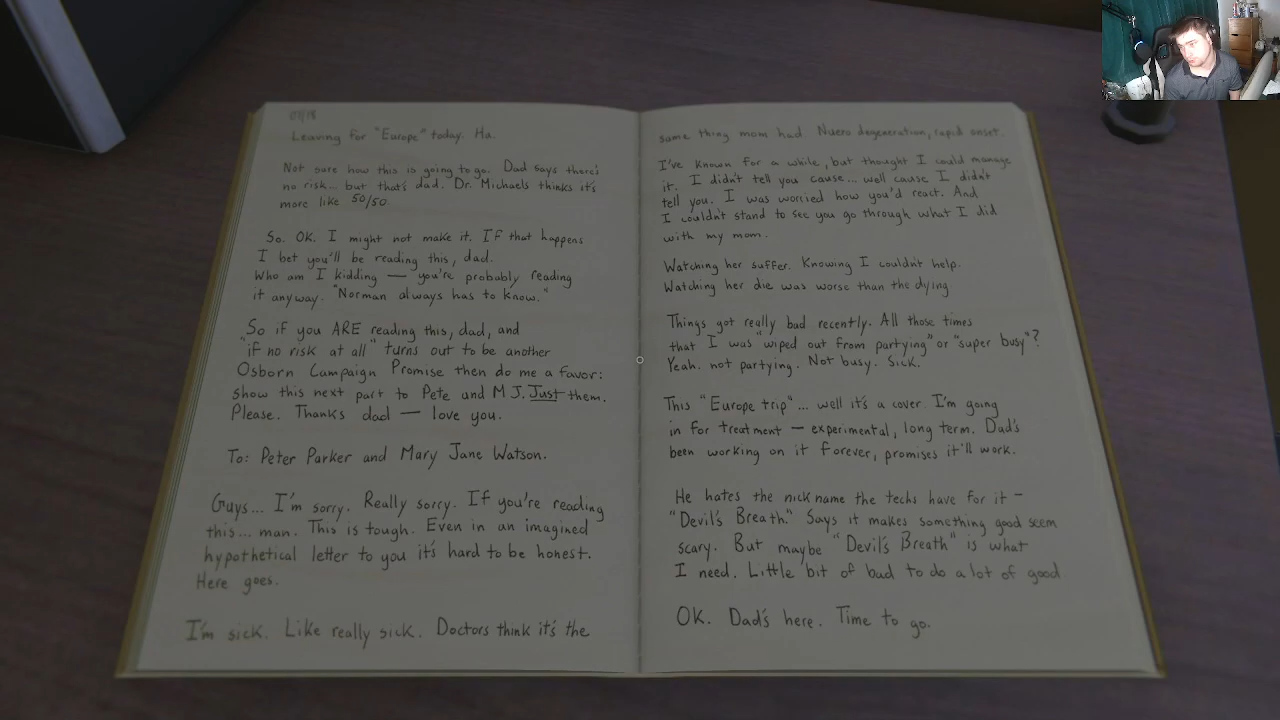 Leaving for "Europe" today. Ha.
Not sure how this is going to go. Dad says there's
no risk... but that's dad. Dr. Michaels thinks it's
more like 50/50.
So. OK. I might not make it. If that happens
I bet you'll be reading this, dad.
Who am I kidding — you're probably reading
it anyway. "Norman always has to know."
So if you ARE reading this, dad, and
"if no risk at all" turns out to be another
Osborn Campaign Promise then do me a favor:
show this next part to Pete and MJ. Just them.
Please. Thanks dad — love you.
To: Peter Parker and Mary Jane Watson.
Guys... I'm sorry. Really sorry. If you're reading
this... man. This is tough. Even in an imagined
hypothetical letter to you it's hard to be honest.
Here goes.
I'm sick. Like really sick. Doctors think it's the
same thing mom had. Nuero degeneration, rapid onset.
I've known for a while, but thought I could manage
it. I didn't tell you cause... well cause I didn't
tell you. I was worried how you'd react. And
I couldn't stand to see you go through what I did
with my mom.
Watching her suffer. Knowing I couldn't help.
Watching her die was worse than the dying
Things got really bad recently. All those times
that I was "wiped out from partying" or "super busy"?
Yeah. not partying. Not busy. Sick.
This "Europe trip"... well it's a cover. I'm going
in for treatment — experimental, long term. Dad's
been working on it forever, promises it'll work.
He hates the nickname the techs have for it -
"Devil's Breath." Says it makes something good seem
scary. But maybe "Devil's Breath" is what
I need. Little bit of bad to do a lot of good
OK. Dad's here. Time to go.